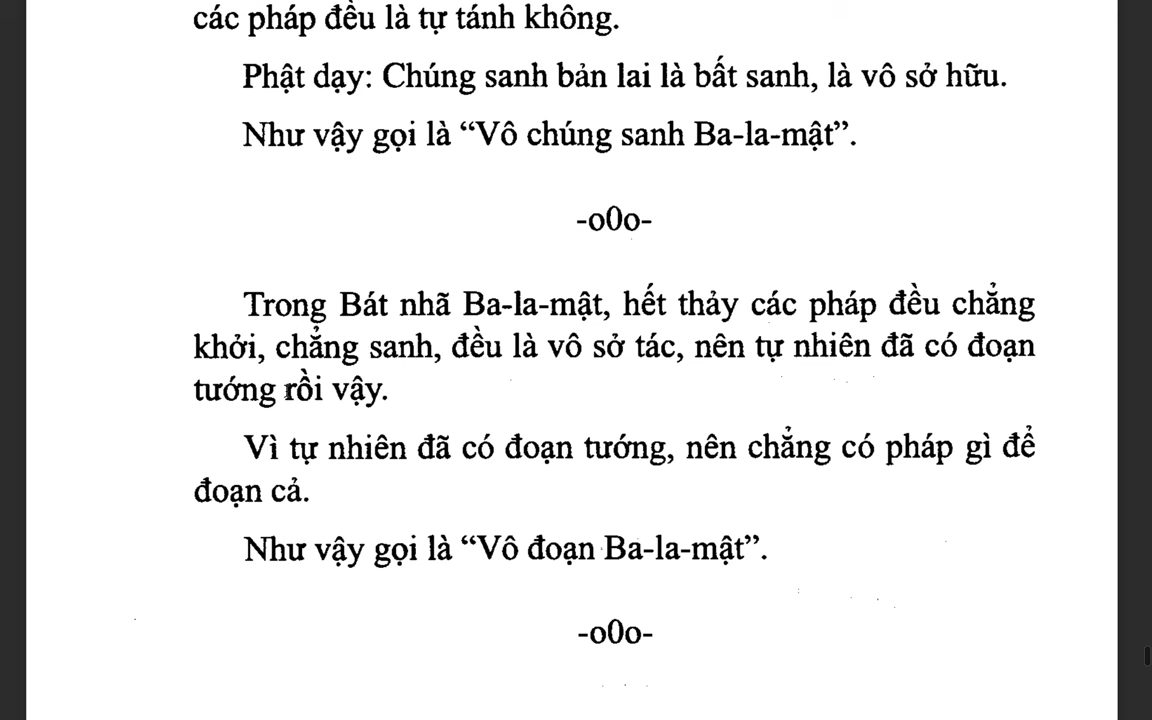 các pháp đều là tự tánh không.
Phật dạy: Chúng sanh bản lai là bất sanh, là vô sở hữu.
Như vậy gọi là “Vô chúng sanh Ba-la-mật”.
-o0o-
Trong Bát nhã Ba-la-mật, hết thảy các pháp đều chẳng
khởi, chẳng sanh, đều là vô sở tác, nên tự nhiên đã có đoạn
tướng rồi vậy.
Vì tự nhiên đã có đoạn tướng, nên chẳng có pháp gì để
đoạn cả.
Như vậy gọi là “Vô đoạn Ba-la-mật”.
-o0o-